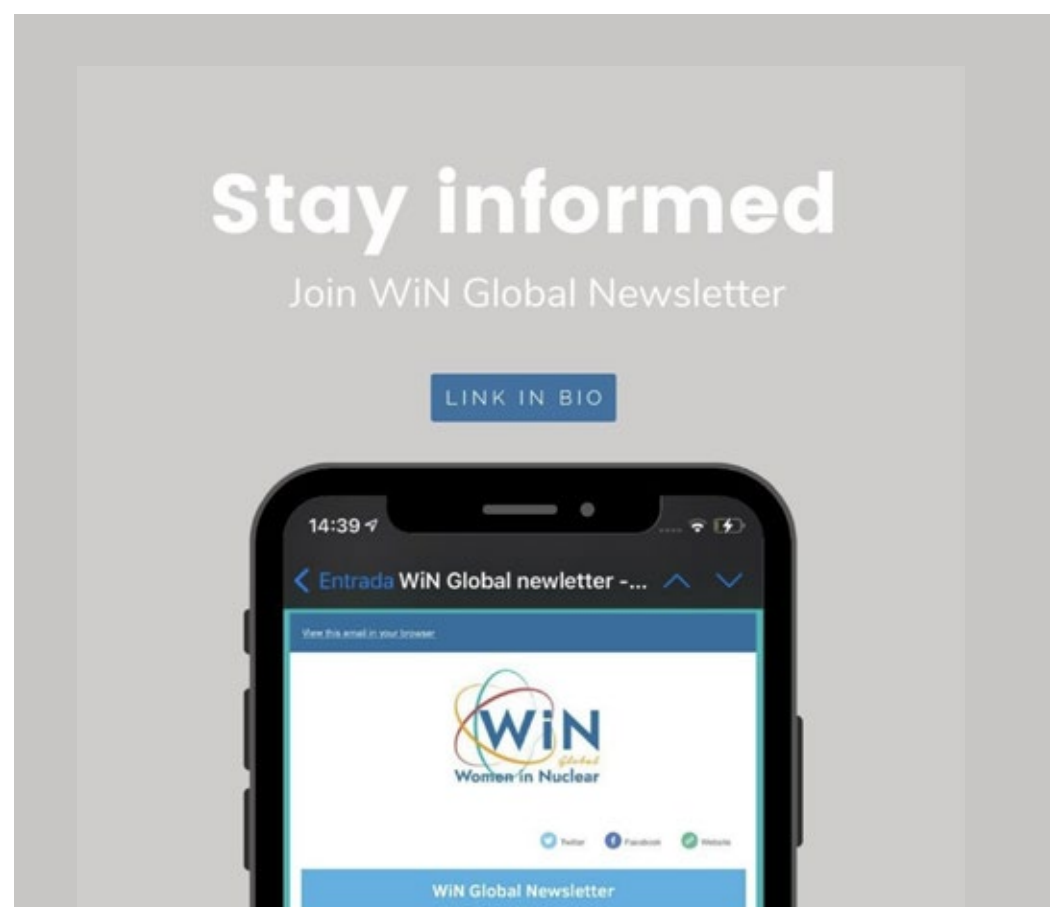 Stay informed
Join WiN Global Newsletter
LINK IN BIO
14:39
Entrada WiN Global newletter -...
View this email in your browser
WiN
Global
Women in Nuclear
Twitter Facebook Website
WiN Global Newsletter